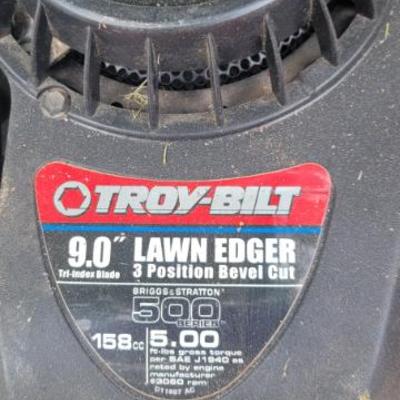 TROY-BILT
9.0" LAWN EDGER
Tri-Index Blade 3 Position Bevel Cut
BRIGGS & STRATTON
500
SERIES
158cc 5.00
ft-lbs gross torque
per SAE J1940 as
rated by engine
manufacturer
@3060 rpm